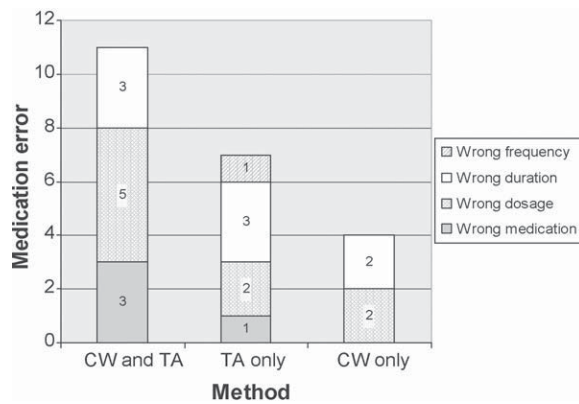 12
10
8
6
4
2
0
Medication error
3
5
3
1
3
2
1
2
2
CW and TA
TA only
CW only
Method
Wrong frequency
Wrong duration
Wrong dosage
Wrong medication